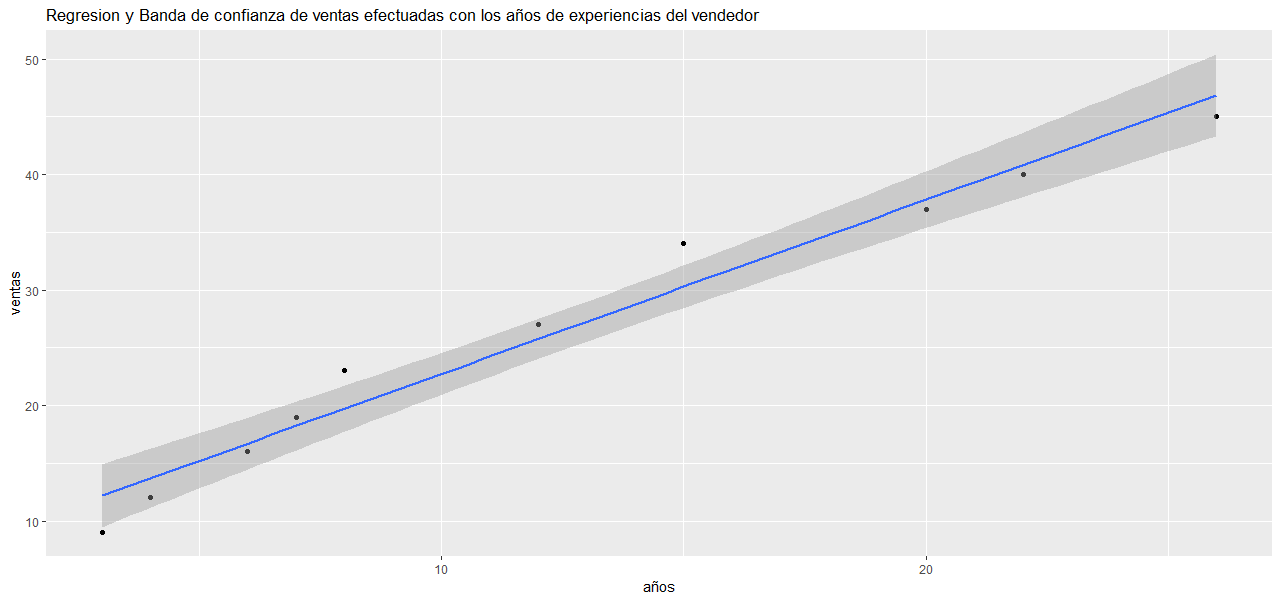 Regresion y Banda de confianza de ventas efectuadas con los años de experiencias del vendedor
50
40
30
20
10
ventas
10
20
años